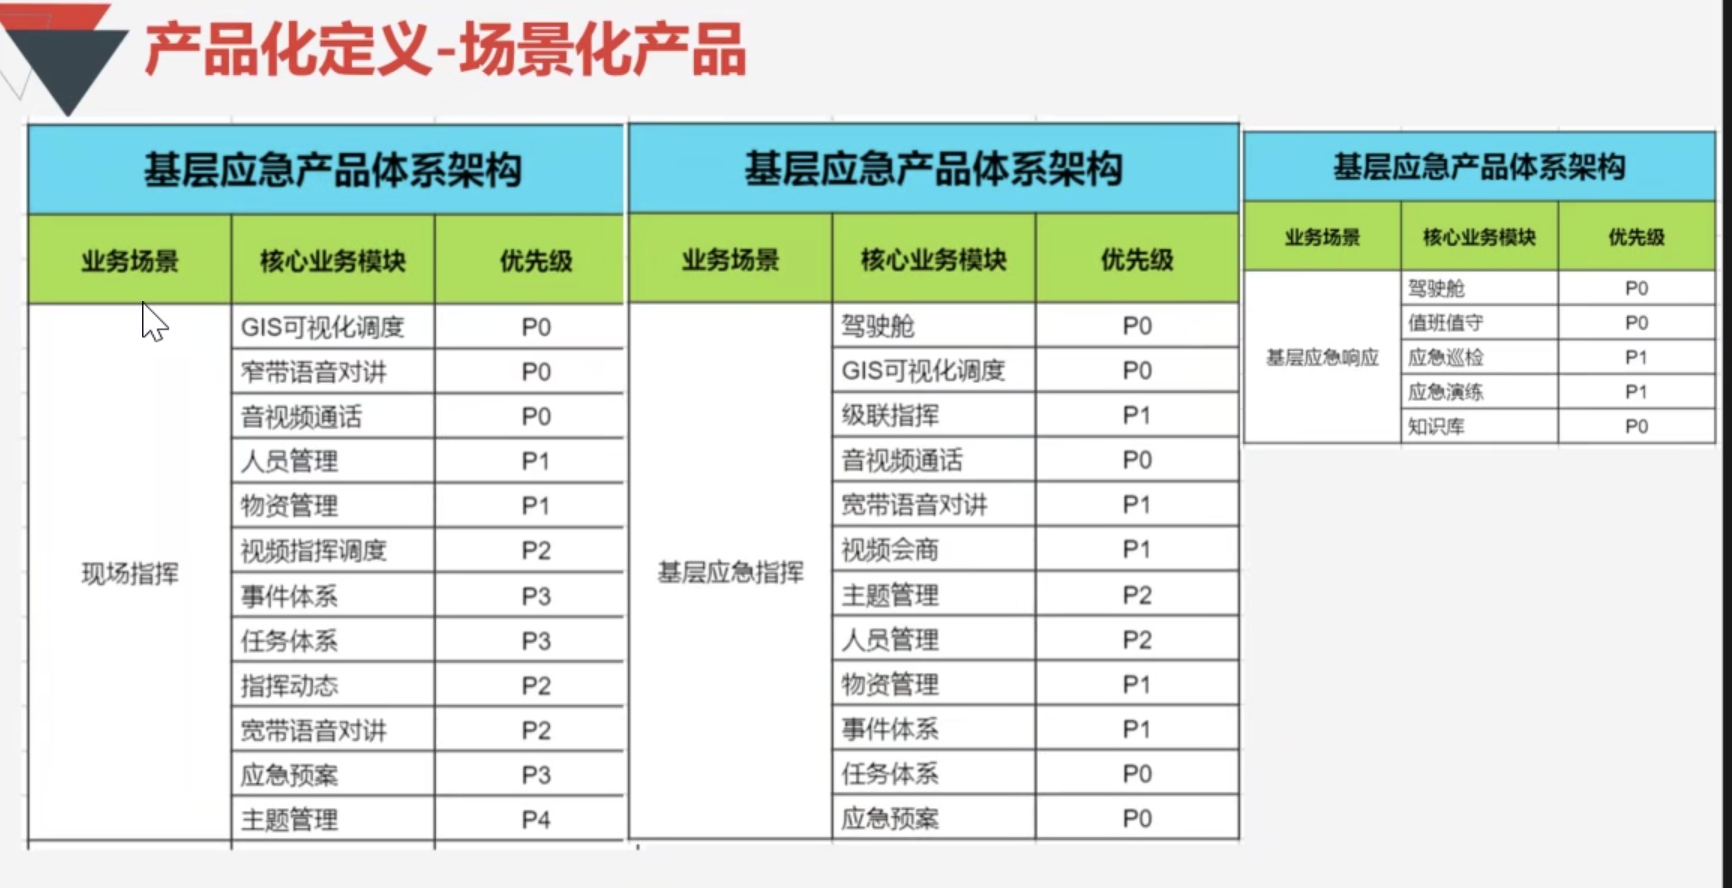 产品化定义-场景化产品
基层应急产品体系架构
业务场景 核心业务模块 优先级
现场指挥
GIS可视化调度 P0
窄带语音对讲 P0
音视频通话 P0
人员管理 P1
物资管理 P1
视频指挥调度 P2
事件体系 P3
任务体系 P3
指挥动态 P2
宽带语音对讲 P2
应急预案 P3
主题管理 P4
基层应急产品体系架构
业务场景 核心业务模块 优先级
基层应急指挥
驾驶舱 P0
GIS可视化调度 P0
级联指挥 P1
音视频通话 P0
宽带语音对讲 P1
视频会商 P1
主题管理 P2
人员管理 P2
物资管理 P1
事件体系 P1
任务体系 P0
应急预案 P0
基层应急产品体系架构
业务场景 核心业务模块 优先级
基层应急响应
驾驶舱 P0
值班值守 P0
应急巡检 P1
应急演练 P1
知识库 P0